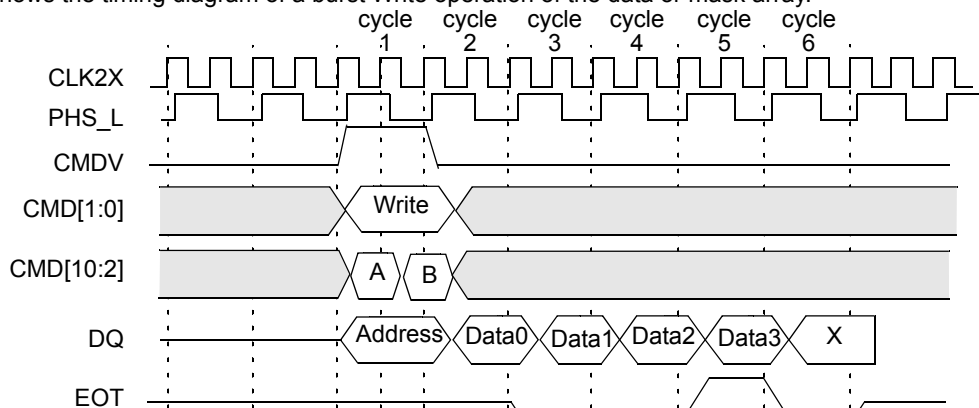 hows the timing diagram of a burst Write operation of the data or mask array.
cycle cycle cycle cycle cycle cycle
1 2 3 4 5 6
CLK2X
PHS_L
CMDV
CMD[1:0] Write
CMD[10:2] A B
DQ Address Data0 Data1 Data2 Data3 X
EOT